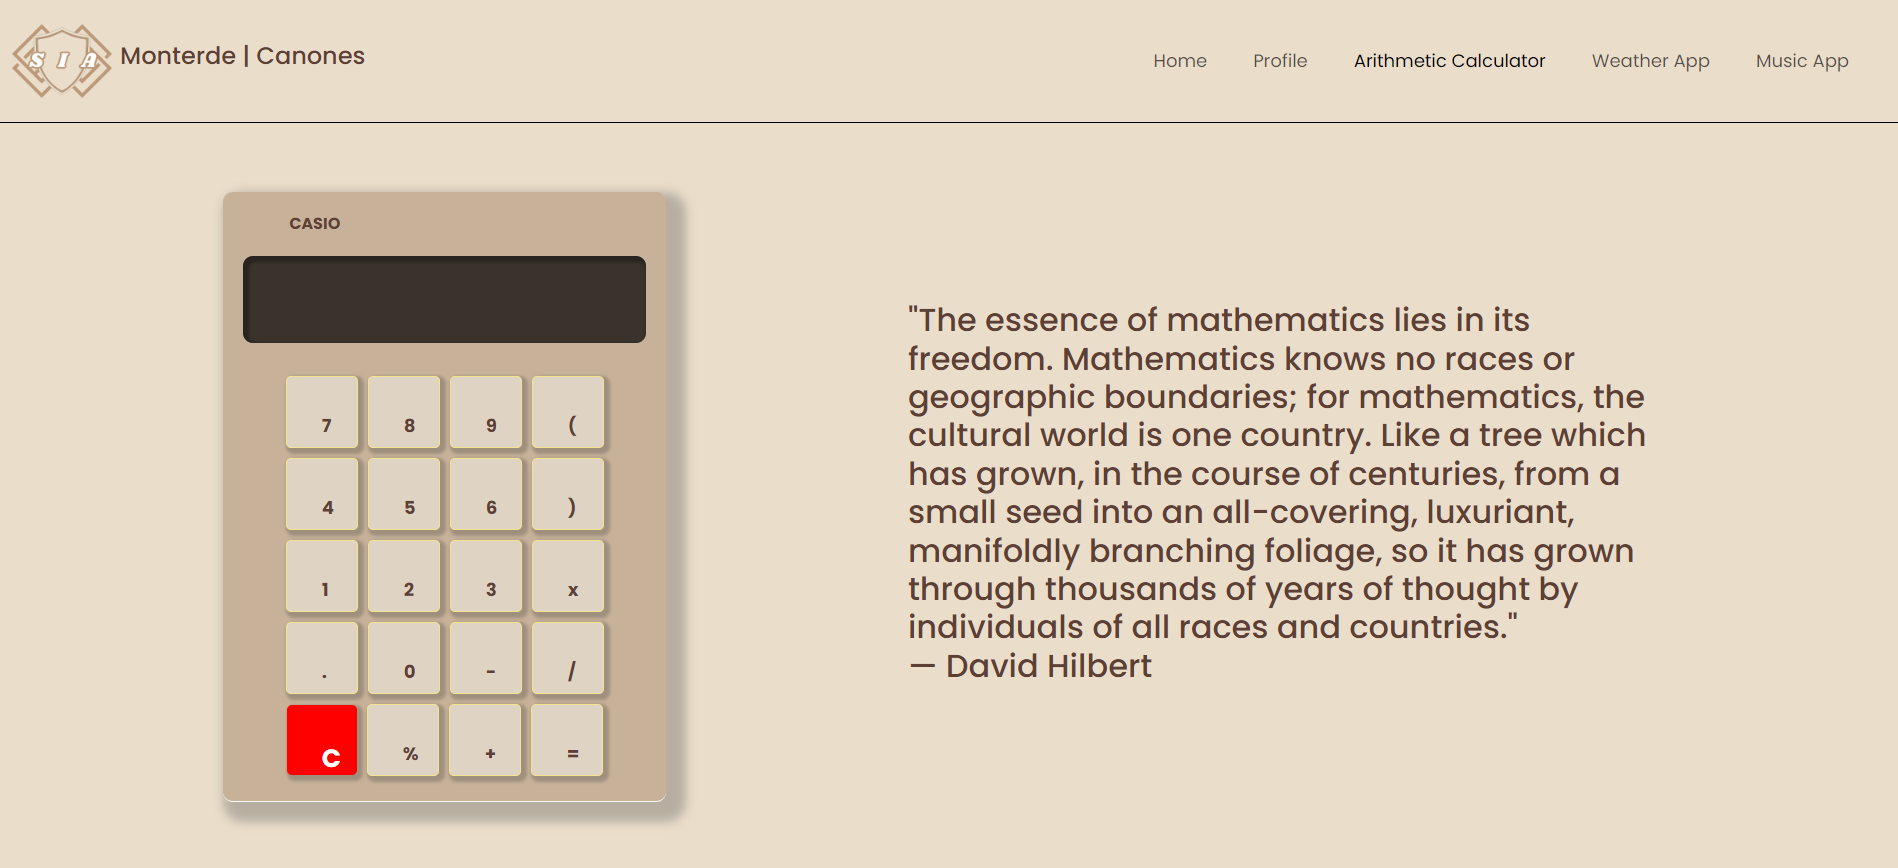 S I A
Monterde | Canones
Home Profile Arithmetic Calculator Weather App Music App
CASIO
7 8 9 (
4 5 6 )
1 2 3 x
. 0 - /
C % + =
"The essence of mathematics lies in its
freedom. Mathematics knows no races or
geographic boundaries; for mathematics, the
cultural world is one country. Like a tree which
has grown, in the course of centuries, from a
small seed into an all-covering, luxuriant,
manifoldly branching foliage, so it has grown
through thousands of years of thought by
individuals of all races and countries."
— David Hilbert